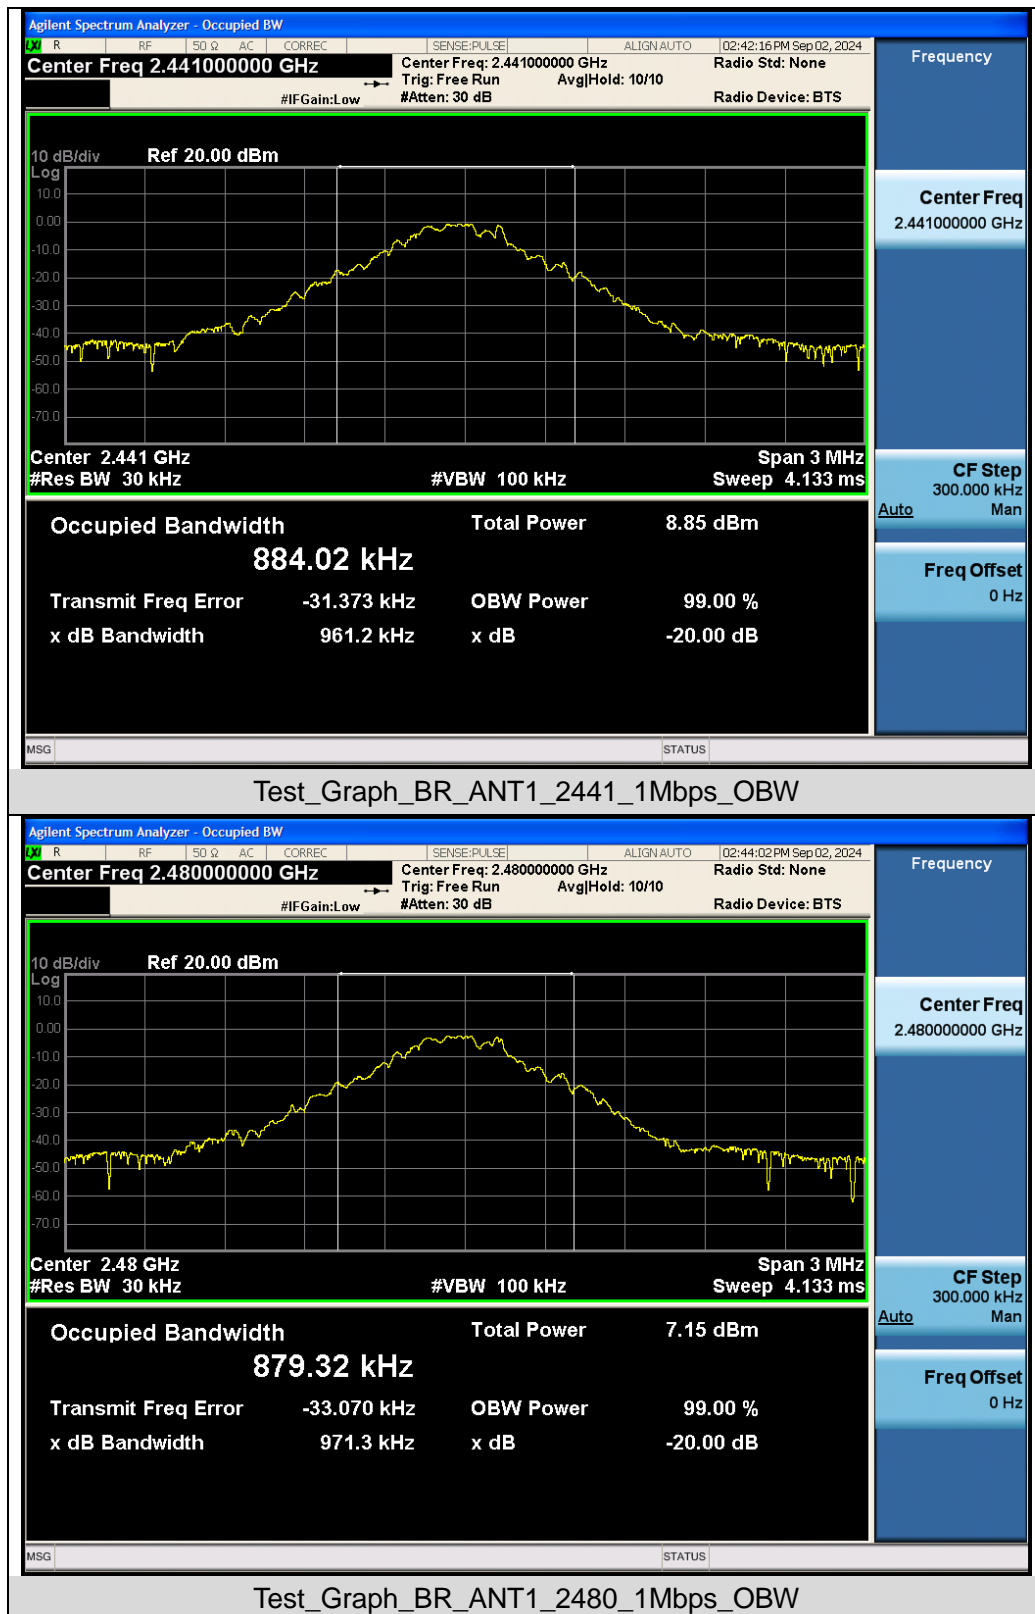 Agilent Spectrum Analyzer - Occupied BW
LXI R RF 50 Ω AC CORREC SENSE:PULSE ALIGN AUTO 02:42:16 PM Sep 02, 2024
Center Freq 2.441000000 GHz
Center Freq: 2.441000000 GHz Radio Std: None
Trig: Free Run Avg|Hold: 10/10
#IFGain:Low #Atten: 30 dB Radio Device: BTS
Frequency
10 dB/div Ref 20.00 dBm
Log
10.0
0.00
-10.0
-20.0
-30.0
-40.0
-50.0
-60.0
-70.0
Center 2.441 GHz Span 3 MHz
#Res BW 30 kHz #VBW 100 kHz Sweep 4.133 ms
Center Freq
2.441000000 GHz
CF Step
300.000 kHz
Auto Man
Freq Offset
0 Hz
Occupied Bandwidth Total Power 8.85 dBm
884.02 kHz
Transmit Freq Error -31.373 kHz OBW Power 99.00 %
x dB Bandwidth 961.2 kHz x dB -20.00 dB
MSG STATUS
Test_Graph_BR_ANT1_2441_1Mbps_OBW
Agilent Spectrum Analyzer - Occupied BW
LXI R RF 50 Ω AC CORREC SENSE:PULSE ALIGN AUTO 02:44:02 PM Sep 02, 2024
Center Freq 2.480000000 GHz
Center Freq: 2.480000000 GHz Radio Std: None
Trig: Free Run Avg|Hold: 10/10
#IFGain:Low #Atten: 30 dB Radio Device: BTS
Frequency
10 dB/div Ref 20.00 dBm
Log
10.0
0.00
-10.0
-20.0
-30.0
-40.0
-50.0
-60.0
-70.0
Center 2.48 GHz Span 3 MHz
#Res BW 30 kHz #VBW 100 kHz Sweep 4.133 ms
Center Freq
2.480000000 GHz
CF Step
300.000 kHz
Auto Man
Freq Offset
0 Hz
Occupied Bandwidth Total Power 7.15 dBm
879.32 kHz
Transmit Freq Error -33.070 kHz OBW Power 99.00 %
x dB Bandwidth 971.3 kHz x dB -20.00 dB
MSG STATUS
Test_Graph_BR_ANT1_2480_1Mbps_OBW